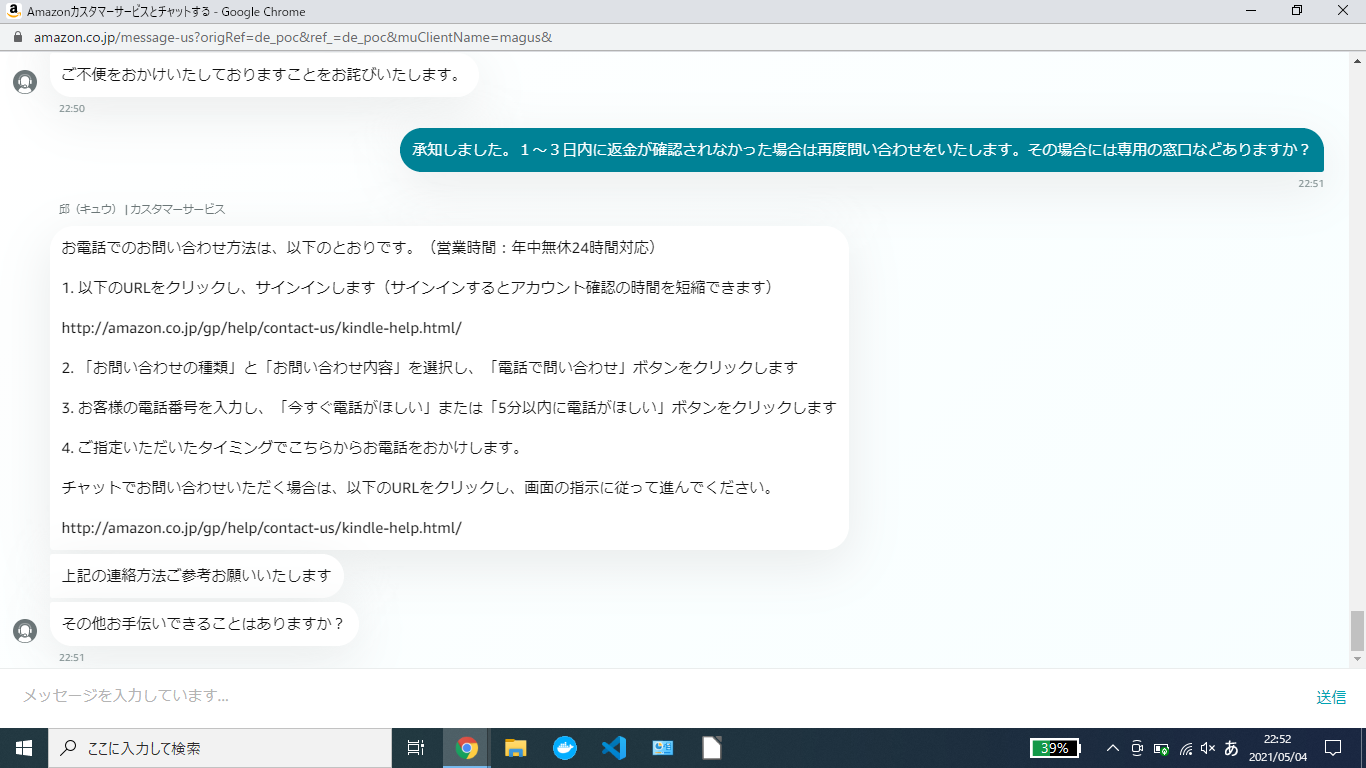 Amazonカスタマーサービスとチャットする - Google Chrome
amazon.co.jp/message-us?origRef=de_poc&ref_=de_poc&muClientName=magus&
ご不便をおかけいたしておりますことをお詫びいたします。
22:50
承知しました。１～３日内に返金が確認されなかった場合は再度問い合わせをいたします。その場合には専用の窓口などありますか？
22:51
邱（キュウ） | カスタマーサービス
お電話でのお問い合わせ方法は、以下のとおりです。（営業時間：年中無休24時間対応）
1. 以下のURLをクリックし、サインインします（サインインするとアカウント確認の時間を短縮できます）
http://amazon.co.jp/gp/help/contact-us/kindle-help.html/
2. 「お問い合わせの種類」と「お問い合わせ内容」を選択し、「電話で問い合わせ」ボタンをクリックします
3. お客様の電話番号を入力し、「今すぐ電話がほしい」または「5分以内に電話がほしい」ボタンをクリックします
4. ご指定いただいたタイミングでこちらからお電話をおかけします。
チャットでお問い合わせいただく場合は、以下のURLをクリックし、画面の指示に従って進んでください。
http://amazon.co.jp/gp/help/contact-us/kindle-help.html/
上記の連絡方法ご参考お願いいたします
その他お手伝いできることはありますか？
22:51
メッセージを入力しています...
送信
ここに入力して検索
39%
あ
22:52
2021/05/04